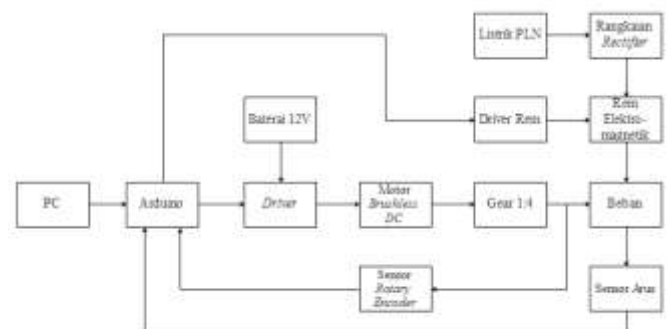 Listrik PLN
Rangkaian
Rectifier
Baterai 12V
Driver Rem
Rem
Elektro-
magnetik
PC
Arduino
Driver
Motor
Brushless
DC
Gear 1:4
Beban
Sensor
Rotary
Encoder
Sensor Arus